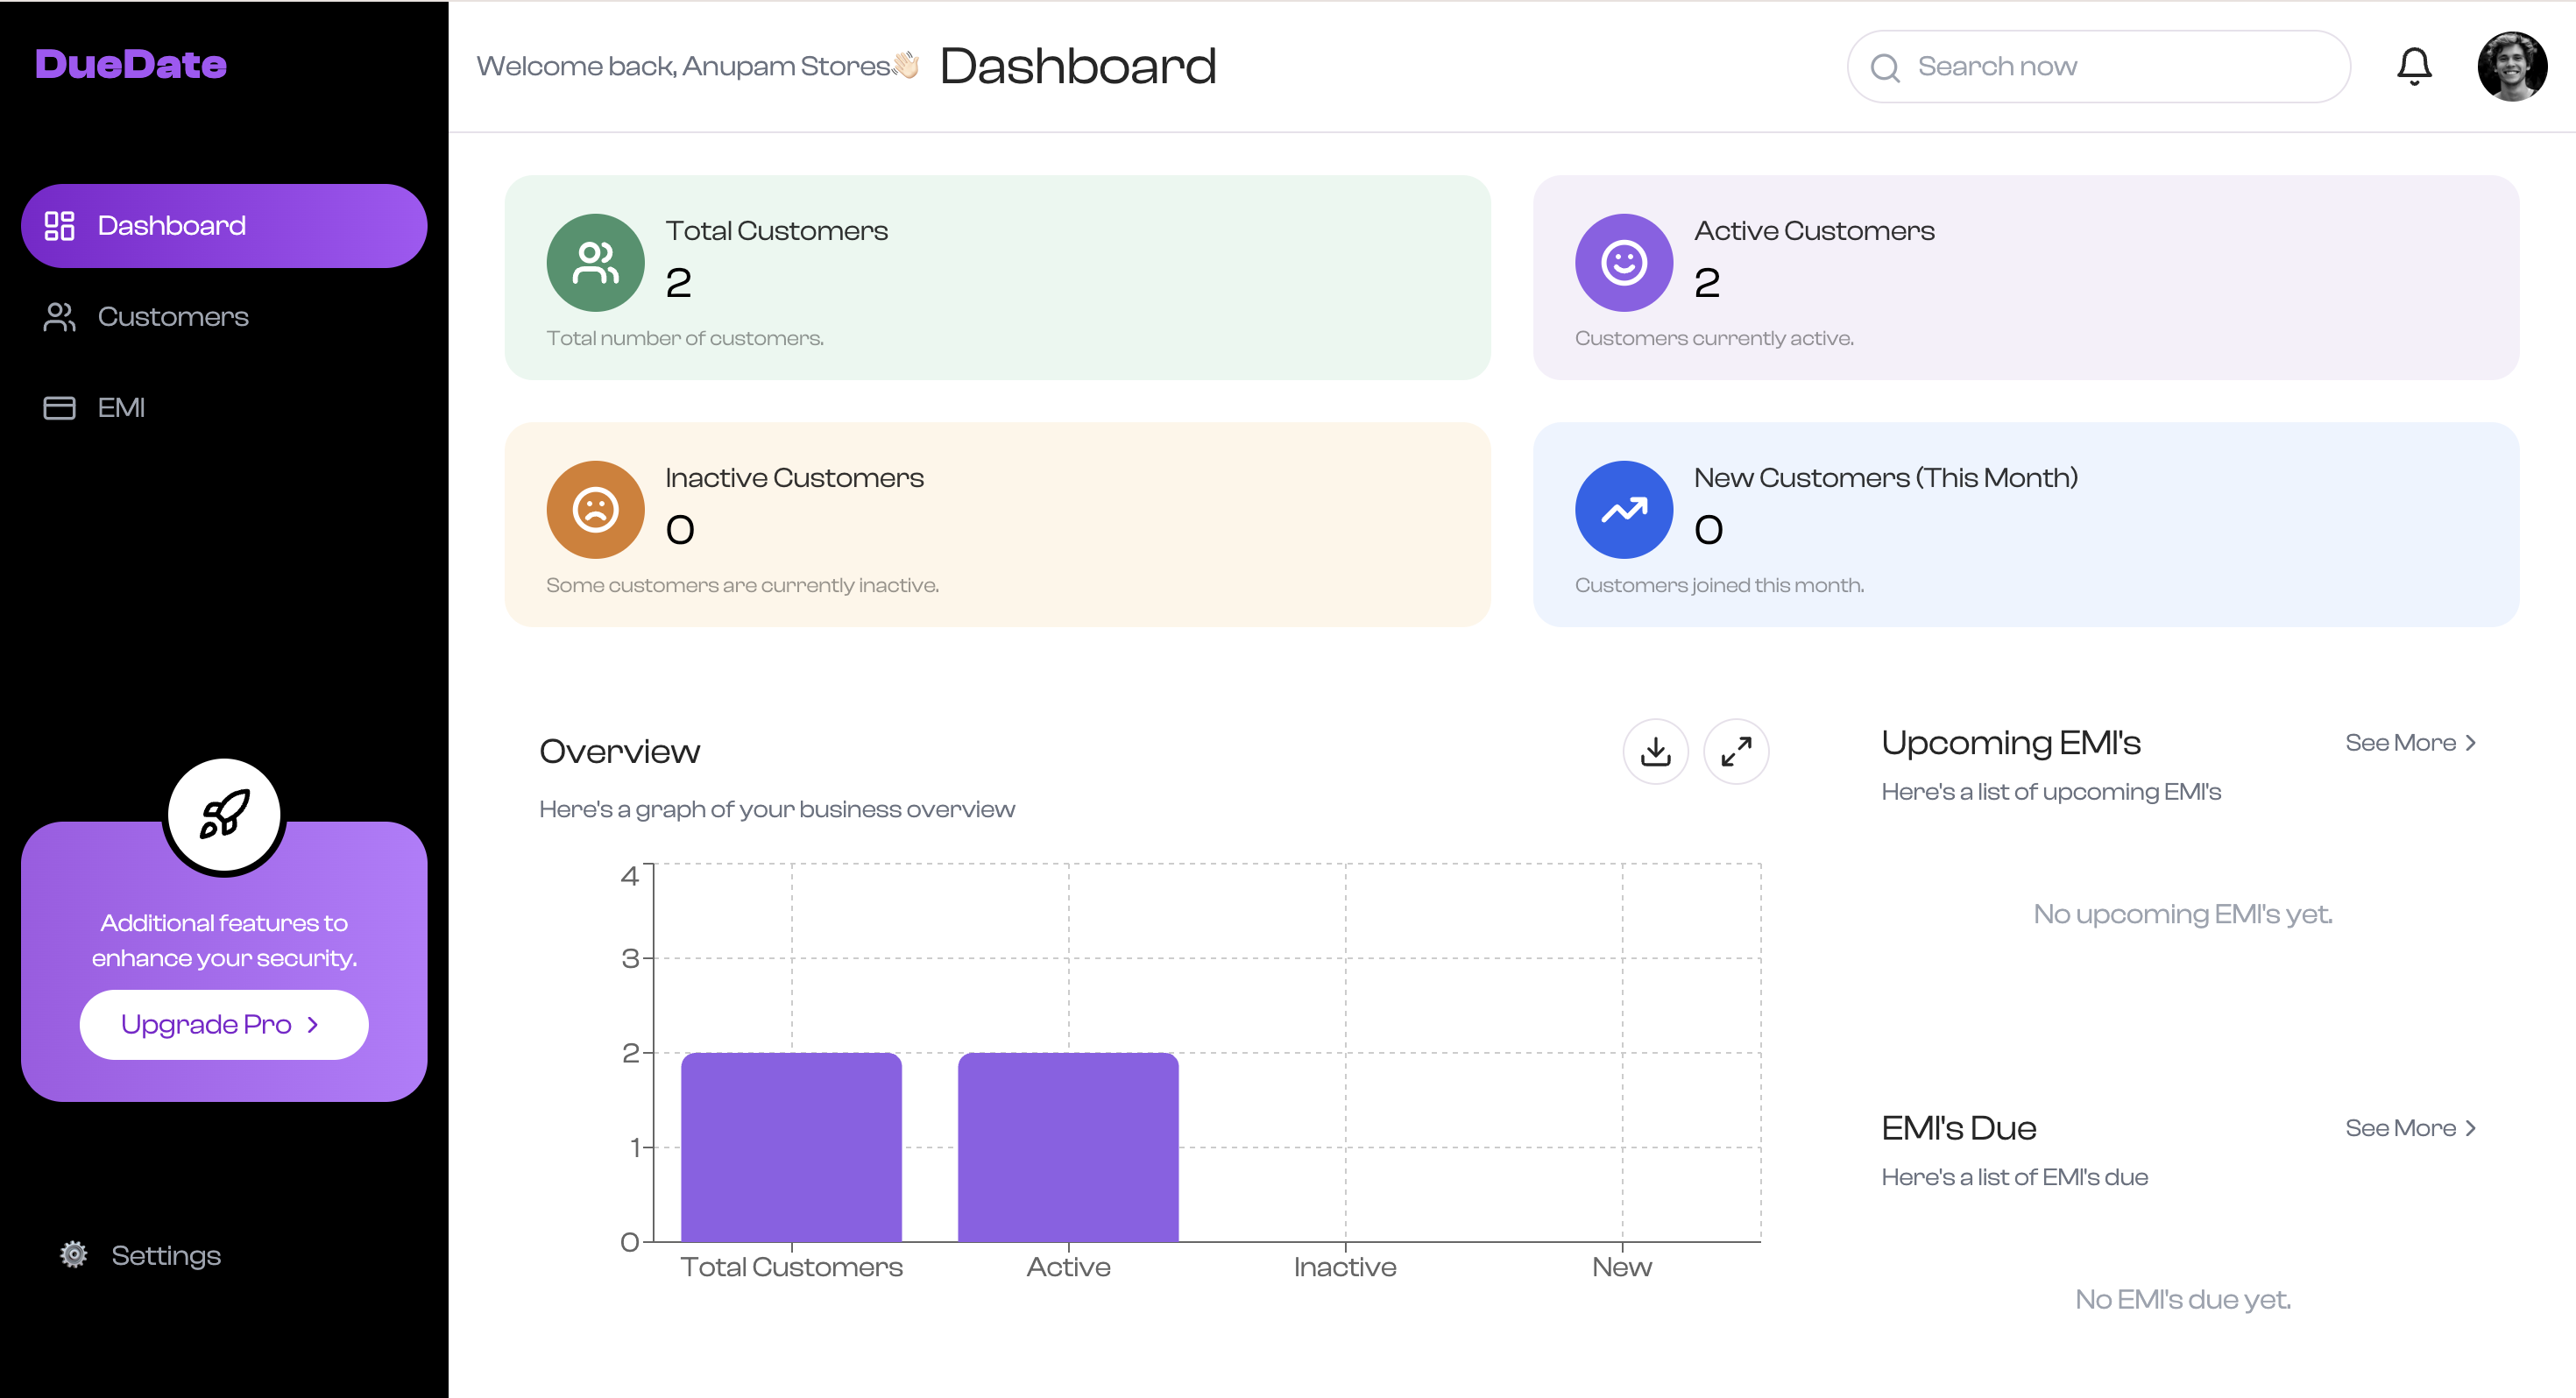 DueDate
Dashboard
Customers
EMI
Additional features to
enhance your security.
Upgrade Pro
Settings
Welcome back, Anupam Stores👋🏻 Dashboard
Search now
Total Customers
2
Total number of customers.
Active Customers
2
Customers currently active.
Inactive Customers
0
Some customers are currently inactive.
New Customers (This Month)
0
Customers joined this month.
Overview
Here's a graph of your business overview
4
3
2
1
0
Total Customers Active Inactive New
Upcoming EMI's
See More
Here's a list of upcoming EMI's
No upcoming EMI's yet.
EMI's Due
See More
Here's a list of EMI's due
No EMI's due yet.